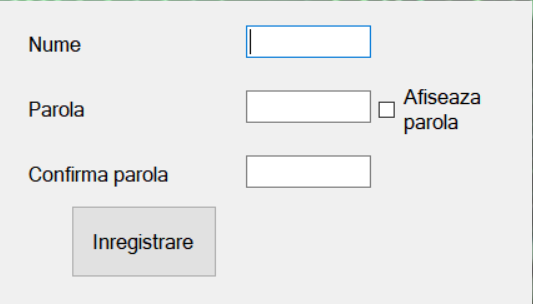 Nume
Parola
Afiseaza
parola
Confirma parola
Inregistrare